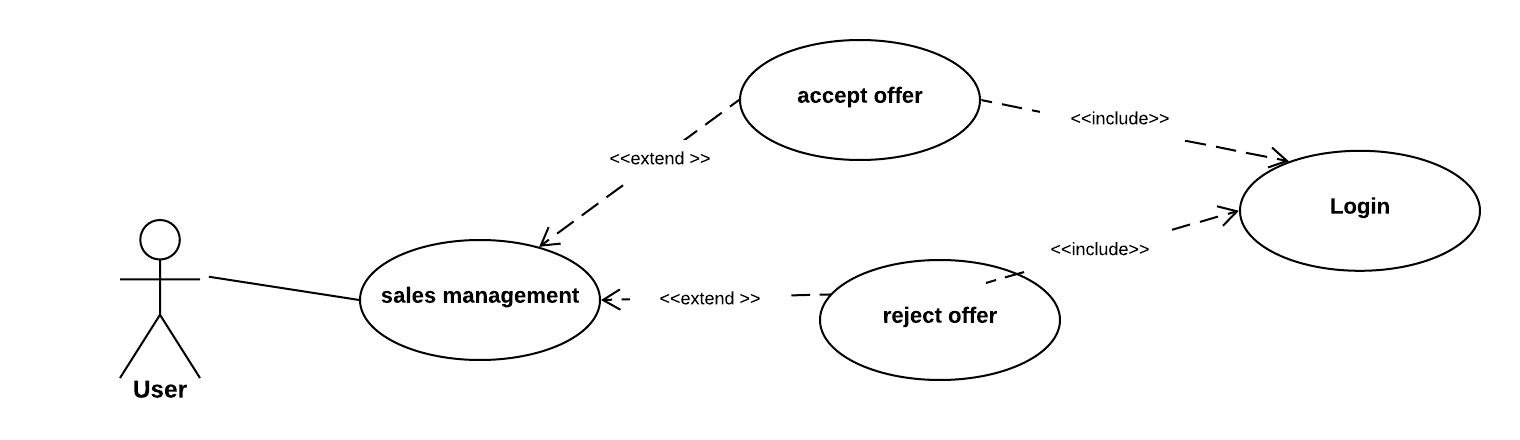 accept offer
<<include>>
<<extend >>
Login
<<include>>
sales management
<<extend >>
reject offer
User